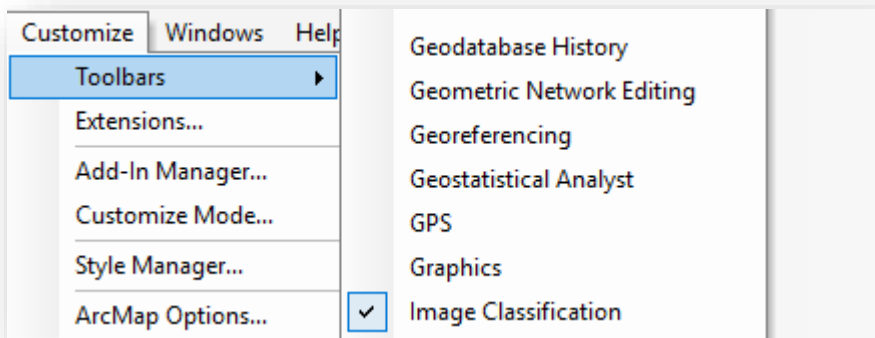 Customize Windows Help
Toolbars
Extensions...
Add-In Manager...
Customize Mode...
Style Manager...
ArcMap Options...
Geodatabase History
Geometric Network Editing
Georeferencing
Geostatistical Analyst
GPS
Graphics
Image Classification